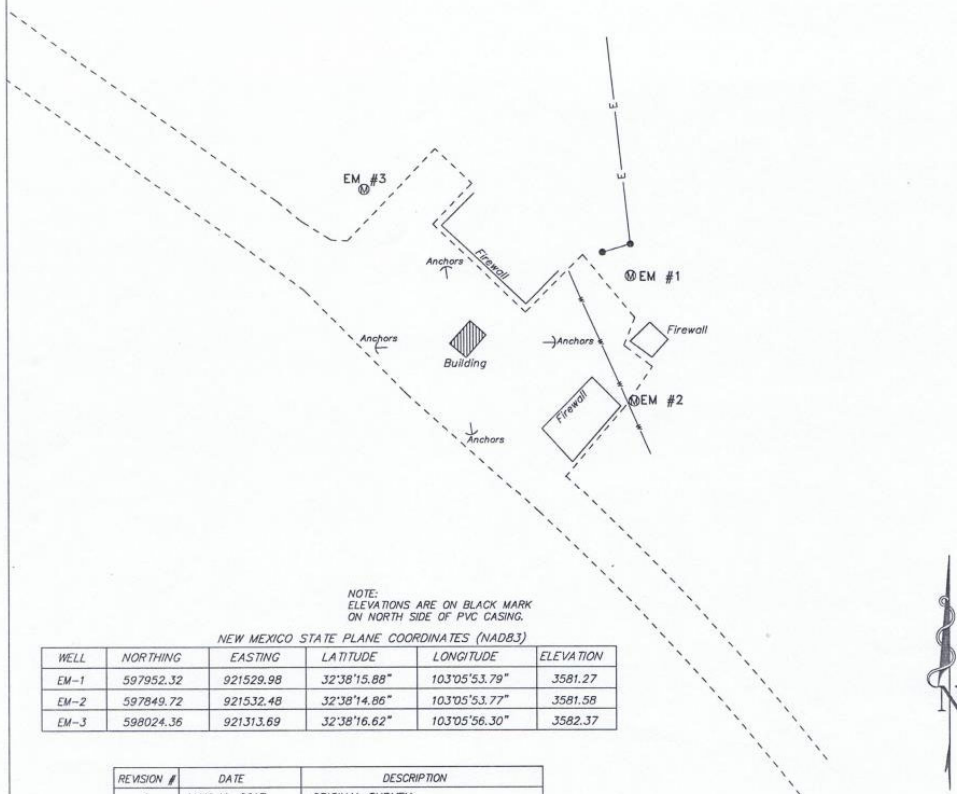 E
EM #3
E
Anchors
Firewall
EM #1
Anchors
Anchors
Firewall
Building
Firewall
EM #2
Anchors
NOTE:
ELEVATIONS ARE ON BLACK MARK
ON NORTH SIDE OF PVC CASING.
NEW MEXICO STATE PLANE COORDINATES (NAD83)
WELL NORTHING EASTING LATITUDE LONGITUDE ELEVATION
EM-1 597952.32 921529.98 32°38'15.88" 103°05'53.79" 3581.27
EM-2 597849.72 921532.48 32°38'14.86" 103°05'53.77" 3581.58
EM-3 598024.36 921313.69 32°38'16.62" 103°05'56.30" 3582.37
REVISION # DATE DESCRIPTION